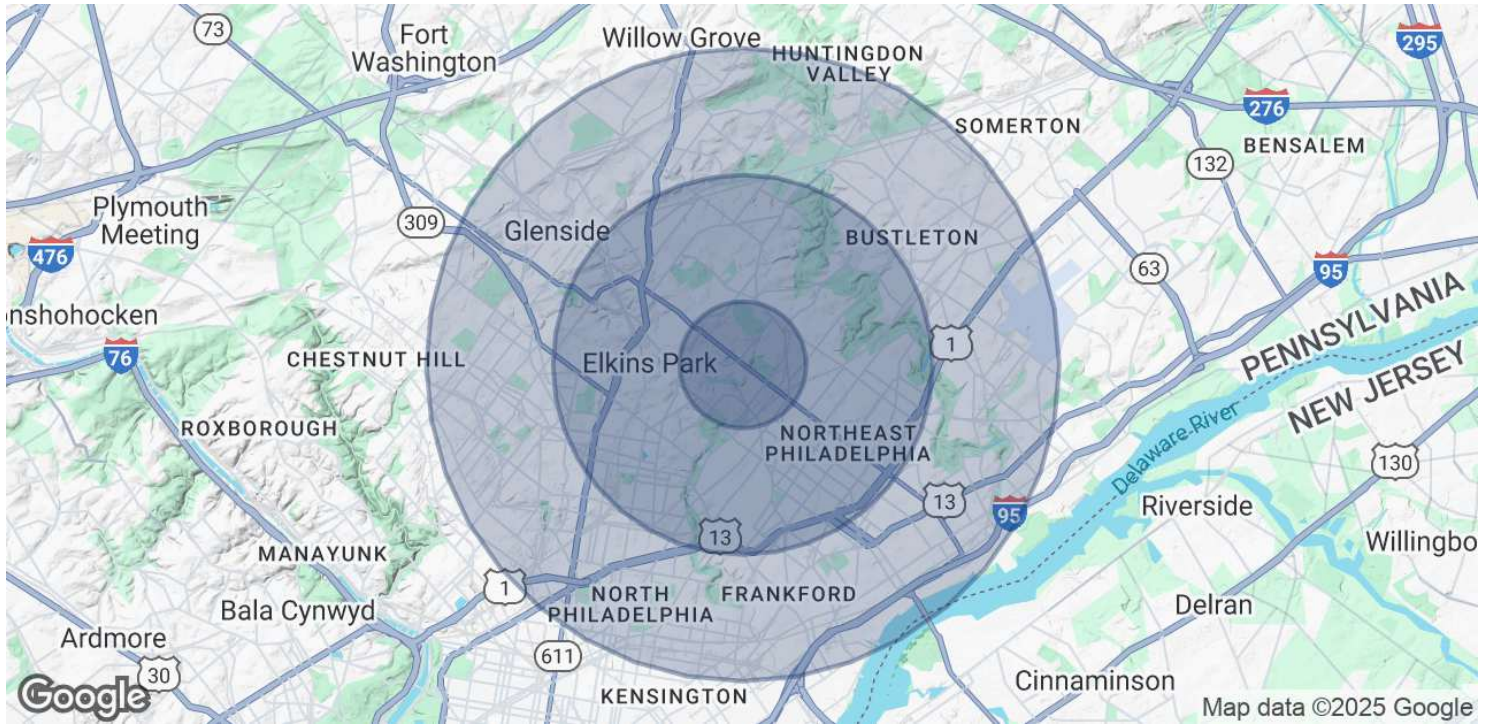 73
Fort
Washington
Willow Grove
HUNTINGDON
VALLEY
295
276
SOMERTON
BENSALEM
132
Plymouth
Meeting
309
Glenside
BUSTLETON
476
63
95
onshohocken
76
CHESTNUT HILL
Elkins Park
1
PENNSYLVANIA
NEW JERSEY
ROXBOROUGH
NORTHEAST
PHILADELPHIA
Delaware River
130
13
95
Riverside
13
Willingbo
MANAYUNK
1
NORTH
PHILADELPHIA
FRANKFORD
Bala Cynwyd
Delran
Ardmore
30
611
KENSINGTON
Cinnaminson
Google
Map data ©2025 Google